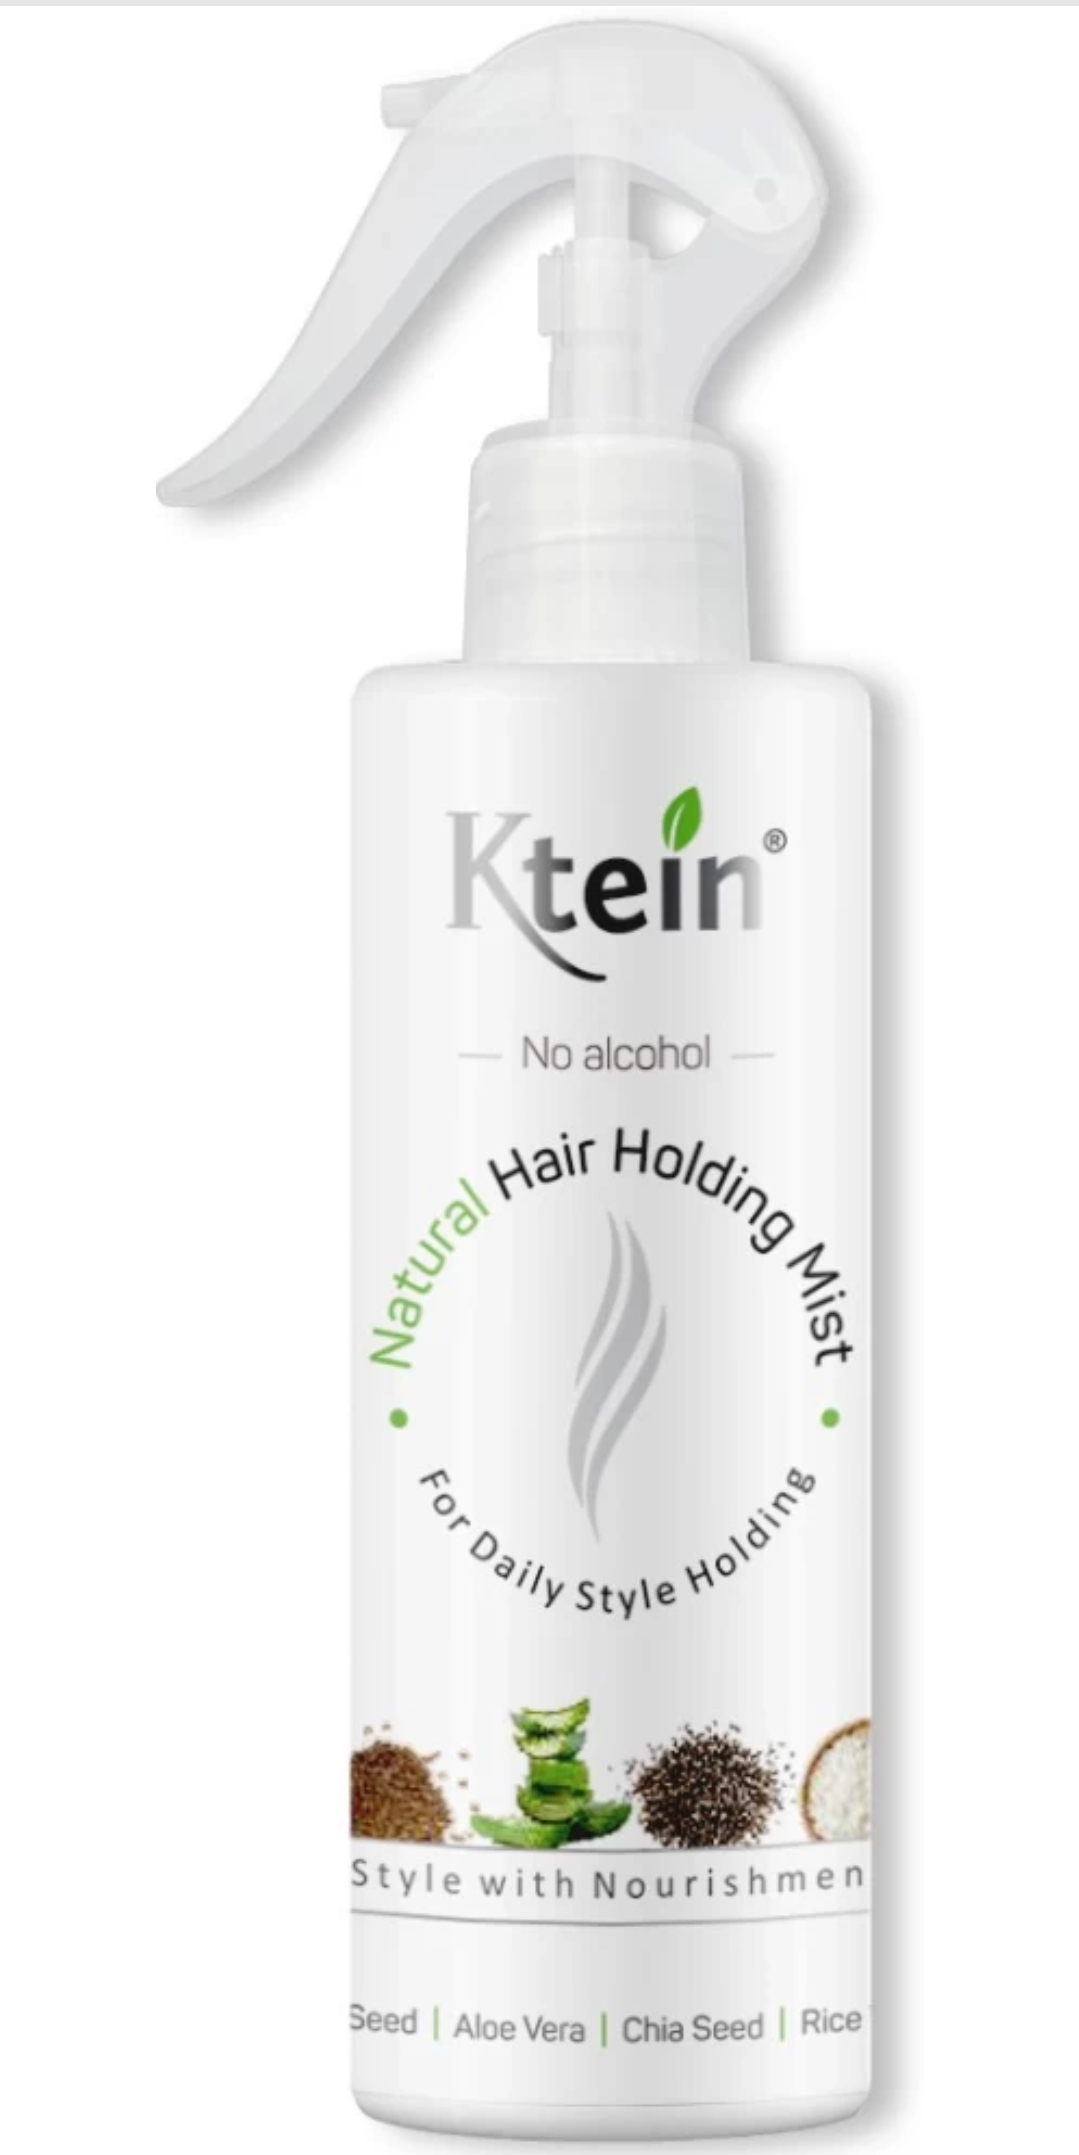 Ktein®
No alcohol
Natural Hair Holding Mist
For Daily Style Holding
Style with Nourishmen
Seed | Aloe Vera | Chia Seed | Rice